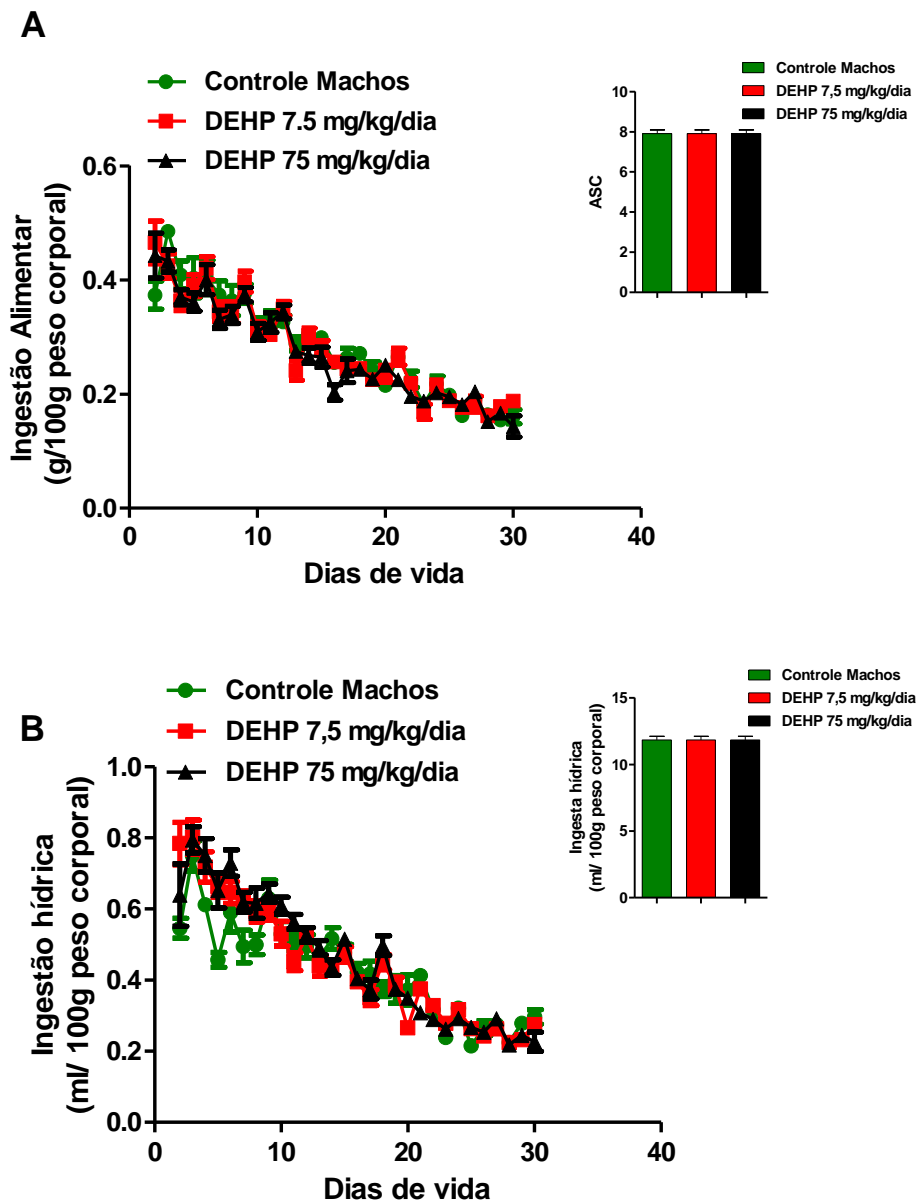 A
Controle Machos
DEHP 7.5 mg/kg/dia
DEHP 75 mg/kg/dia
Ingestão Alimentar
(g/100g peso corporal)
0.6
0.4
0.2
0.0
0 10 20 30 40
Dias de vida
Controle Machos
DEHP 7,5 mg/kg/dia
DEHP 75 mg/kg/dia
ASC
10
8
6
4
2
0
B
Controle Machos
DEHP 7,5 mg/kg/dia
DEHP 75 mg/kg/dia
Ingestão hídrica
(ml/ 100g peso corporal)
1.0
0.8
0.6
0.4
0.2
0.0
0 10 20 30 40
Dias de vida
Controle Machos
DEHP 7,5 mg/kg/dia
DEHP 75 mg/kg/dia
Ingesta hídrica
(ml/ 100g peso corporal)
15
10
5
0